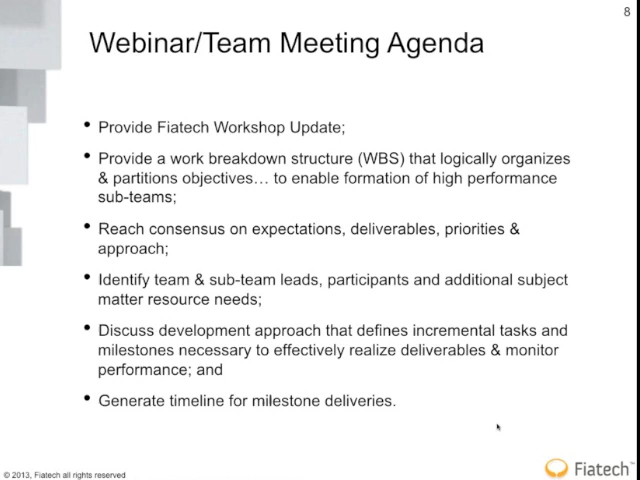 8
Webinar/Team Meeting Agenda
• Provide Fiatech Workshop Update;
• Provide a work breakdown structure (WBS) that logically organizes
& partitions objectives… to enable formation of high performance
sub-teams;
• Reach consensus on expectations, deliverables, priorities &
approach;
• Identify team & sub-team leads, participants and additional subject
matter resource needs;
• Discuss development approach that defines incremental tasks and
milestones necessary to effectively realize deliverables & monitor
performance; and
• Generate timeline for milestone deliveries.
© 2013, Fiatech all rights reserved
Fiatech™